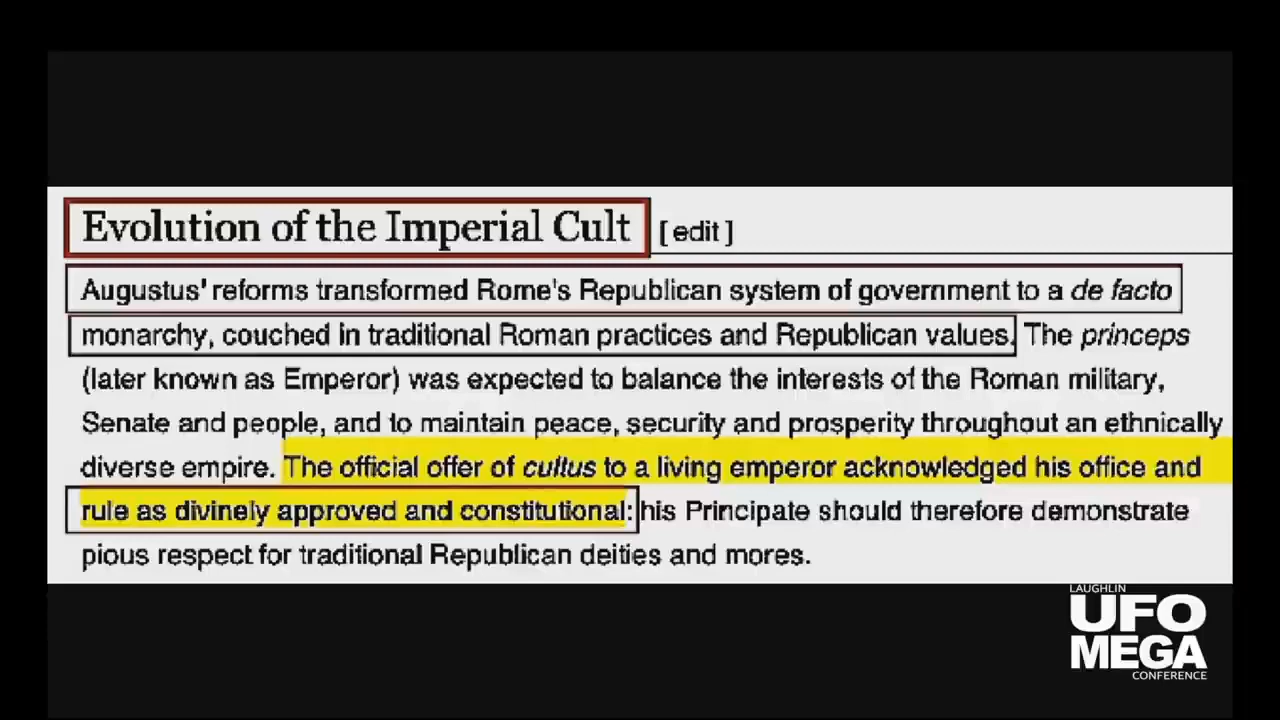 Evolution of the Imperial Cult [edit]
Augustus' reforms transformed Rome's Republican system of government to a de facto
monarchy, couched in traditional Roman practices and Republican values. The princeps
(later known as Emperor) was expected to balance the interests of the Roman military,
Senate and people, and to maintain peace, security and prosperity throughout an ethnically
diverse empire. The official offer of cultus to a living emperor acknowledged his office and
rule as divinely approved and constitutional: his Principate should therefore demonstrate
pious respect for traditional Republican deities and mores.
LAUGHLIN
UFO
MEGA
CONFERENCE